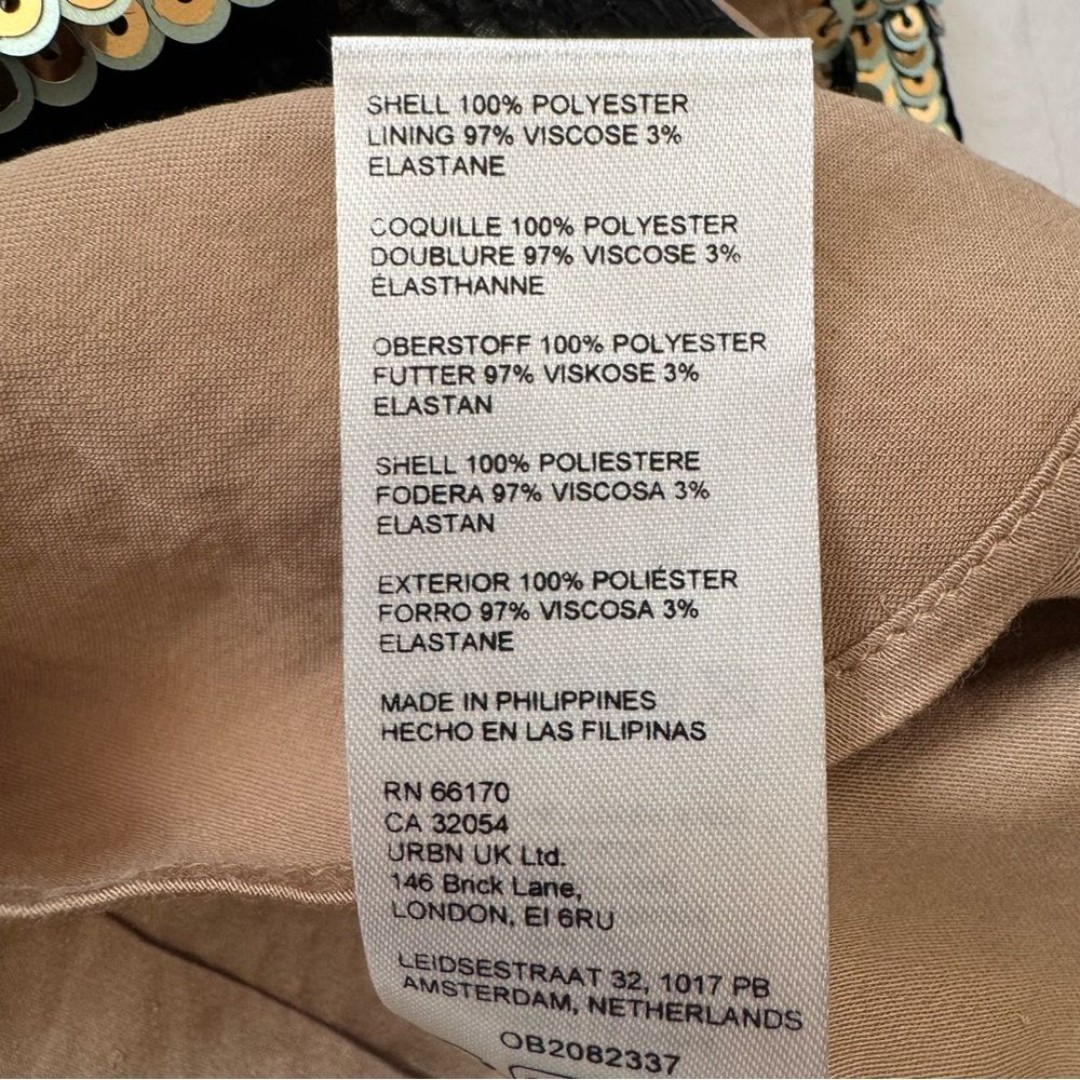 SHELL 100% POLYESTER
LINING 97% VISCOSE 3%
ELASTANE
COQUILLE 100% POLYESTER
DOUBLURE 97% VISCOSE 3%
ÉLASTHANNE
OBERSTOFF 100% POLYESTER
FUTTER 97% VISKOSE 3%
ELASTAN
SHELL 100% POLIESTERE
FODERA 97% VISCOSA 3%
ELASTAN
EXTERIOR 100% POLIÉSTER
FORRO 97% VISCOSA 3%
ELASTANE
MADE IN PHILIPPINES
HECHO EN LAS FILIPINAS
RN 66170
CA 32054
URBN UK Ltd.
146 Brick Lane,
LONDON, EI 6RU
LEIDSESTRAAT 32, 1017 PB
AMSTERDAM, NETHERLANDS
OB2082337